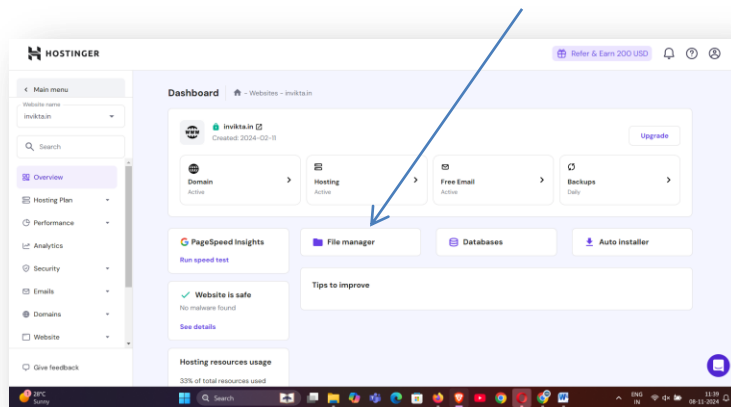 HOSTINGER
Refer & Earn 200 USD
Main menu
Website name
invikta.in
Search
Overview
Hosting Plan
Performance
Analytics
Security
Emails
Domains
Website
Give feedback
Dashboard
– Websites – invikta.in
www
invikta.in
Created: 2024-02-11
Upgrade
Domain
Active
Hosting
Active
Free Email
Active
Backups
Daily
PageSpeed Insights
Run speed test
File manager
Databases
Auto installer
Website is safe
No malware found
See details
Tips to improve
Hosting resources usage
33% of total resources used
28°C
Sunny
Search
ENG
IN
11:39
08-11-2024